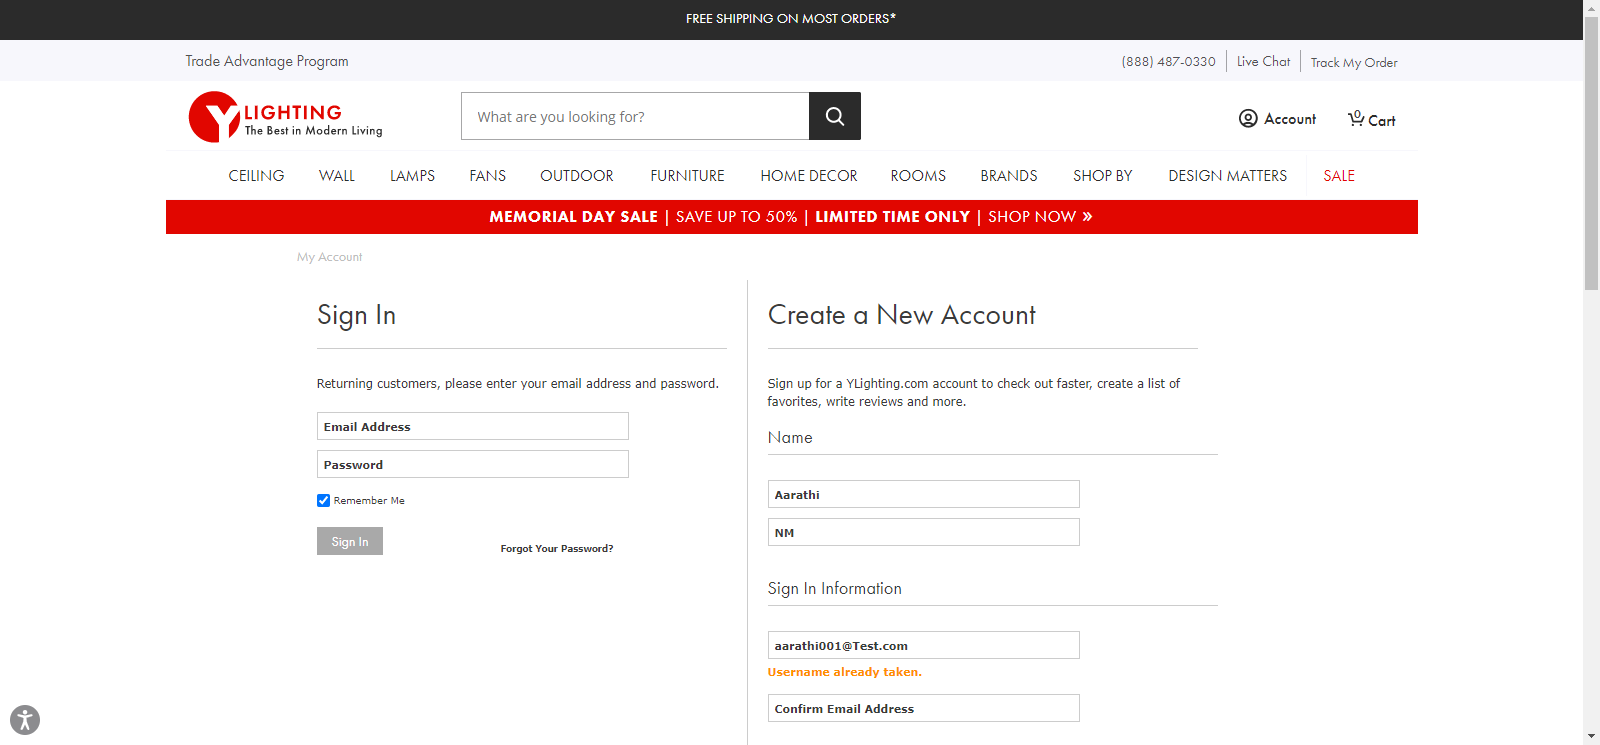 FREE SHIPPING ON MOST ORDERS*
Trade Advantage Program
(888) 487-0330
Live Chat
Track My Order
Y LIGHTING
The Best in Modern Living
What are you looking for?
Account
0
Cart
CEILING
WALL
LAMPS
FANS
OUTDOOR
FURNITURE
HOME DECOR
ROOMS
BRANDS
SHOP BY
DESIGN MATTERS
SALE
MEMORIAL DAY SALE | SAVE UP TO 50% | LIMITED TIME ONLY | SHOP NOW »
My Account
Sign In
Returning customers, please enter your email address and password.
Email Address
Password
Remember Me
Sign In
Forgot Your Password?
Create a New Account
Sign up for a YLighting.com account to check out faster, create a list of
favorites, write reviews and more.
Name
Aarathi
NM
Sign In Information
aarathi001@Test.com
Username already taken.
Confirm Email Address